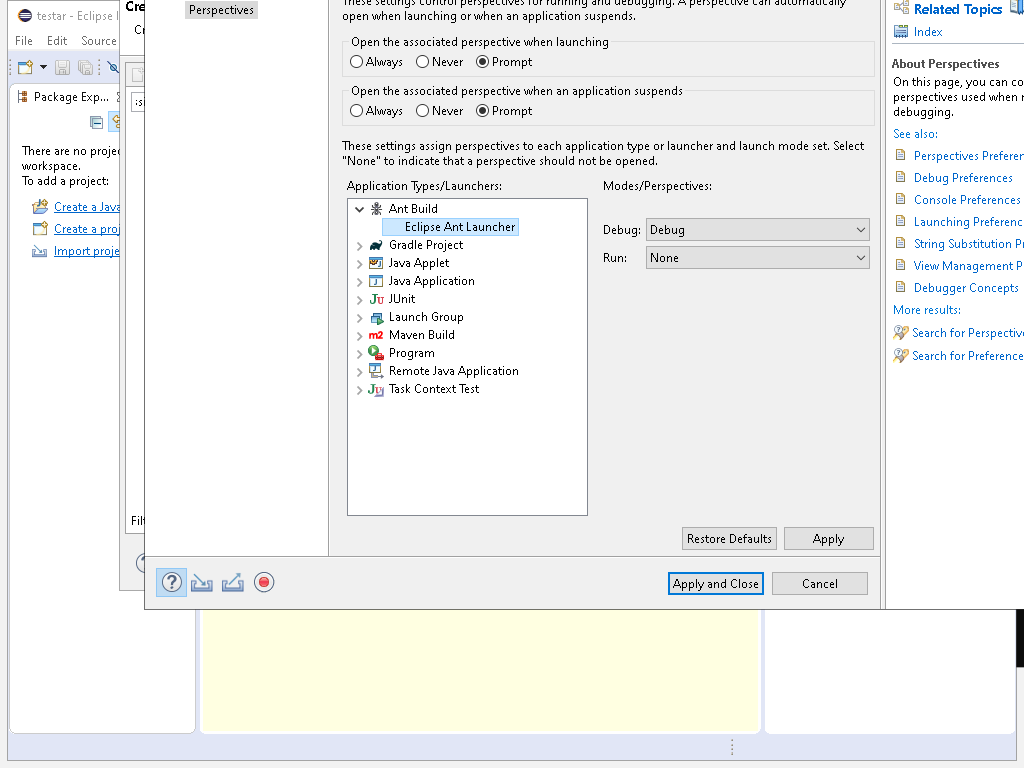 testar - Eclipse I
File
Edit
Source
Package Exp...
There are no proje
workspace.
To add a project:
Create a Java
Create a proj
Import proje
Cre
Cr
Filt
Perspectives
These settings control perspectives for running and debugging. A perspective can automatically
open when launching or when an application suspends.
Open the associated perspective when launching
Always
Never
Prompt
Open the associated perspective when an application suspends
Always
Never
Prompt
These settings assign perspectives to each application type or launcher and launch mode set. Select
"None" to indicate that a perspective should not be opened.
Application Types/Launchers:
Ant Build
Eclipse Ant Launcher
Gradle Project
Java Applet
Java Application
JUnit
Launch Group
Maven Build
Program
Remote Java Application
Task Context Test
Modes/Perspectives:
Debug:
Debug
Run:
None
Restore Defaults
Apply
Apply and Close
Cancel
Related Topics
Index
About Perspectives
On this page, you can co
perspectives used when r
debugging.
See also:
Perspectives Preferen
Debug Preferences
Console Preferences
Launching Preferenc
String Substitution Pr
View Management P
Debugger Concepts
More results:
Search for Perspective
Search for Preference